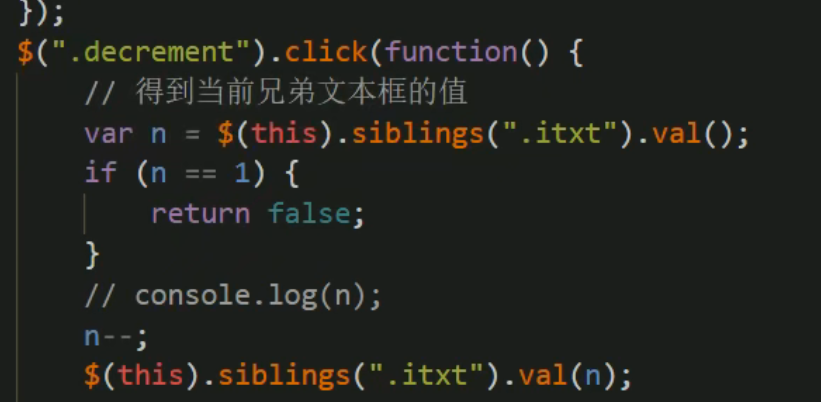 });
$(".decrement").click(function() {
// 得到当前兄弟文本框的值
var n = $(this).siblings(".itxt").val();
if (n == 1) {
return false;
}
// console.log(n);
n--;
$(this).siblings(".itxt").val(n);